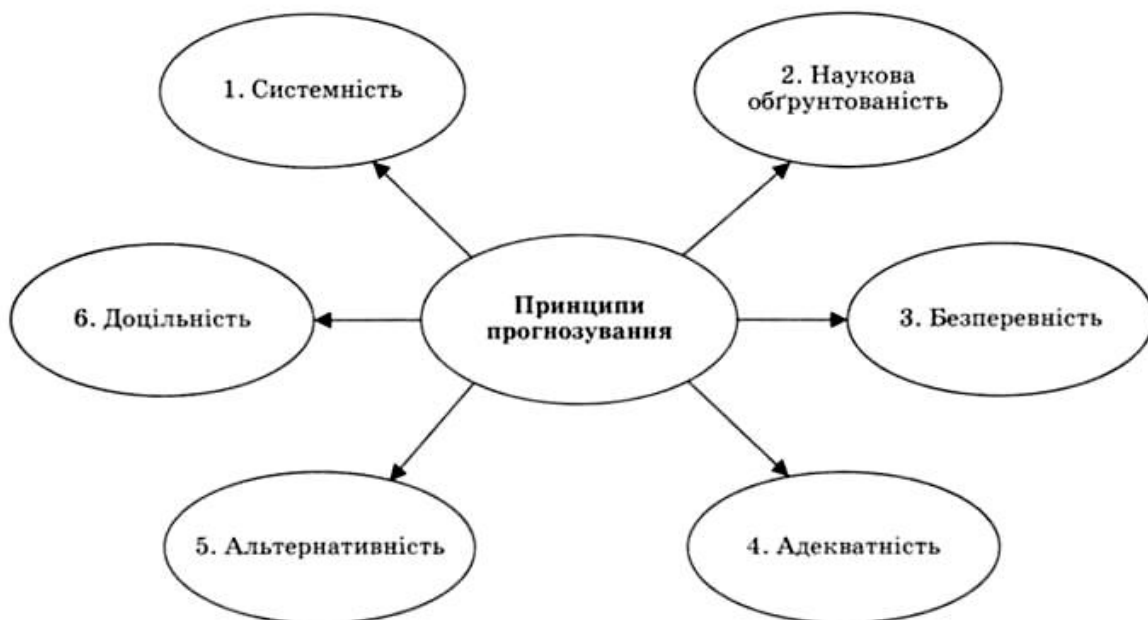 1. Системність
2. Наукова
обґрунтованість
6. Доцільність
Принципи
прогнозування
3. Безперевність
5. Альтернативність
4. Адекватність